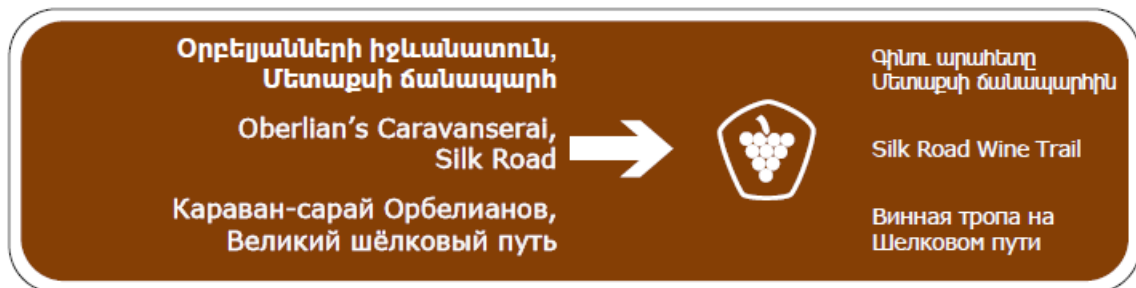 Օրբելյանների իջևանատուն,
Մետաքսի ճանապարհ
Oberlian’s Caravanserai,
Silk Road
Караван-сарай Орбелианов,
Великий шёлковый путь
Գինու արահետը
Մետաքսի ճանապարհին
Silk Road Wine Trail
Винная тропа на
Шелковом пути